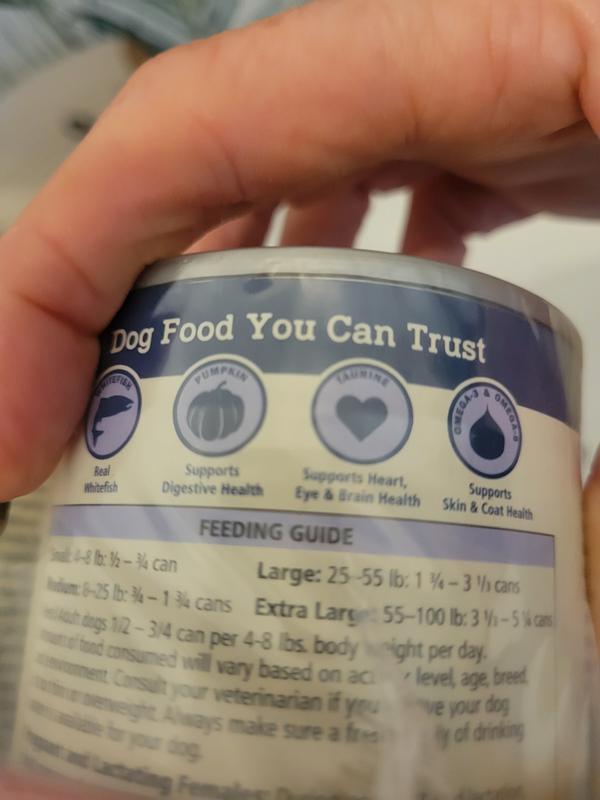 Dog Food You Can Trust
WHITEFISH
PUMPKIN
TAURINE
OMEGA-3 & OMEGA-6
Real
Whitefish
Supports
Digestive Health
Supports Heart,
Eye & Brain Health
Supports
Skin & Coat Health
FEEDING GUIDE
Small: 4-8 lb: ½ – ¾ can
Large: 25-55 lb: 1 ¾ – 3 ⅓ cans
Medium: 8-25 lb: ¾ – 1 ¾ cans
Extra Large: 55-100 lb: 3 ⅓ – 5 ¼ cans
Adult dogs 1/2 - 3/4 can per 4-8 lbs. body weight per day.
of food consumed will vary based on level, age, breed,
environment. Consult your veterinarian if you your dog
or overweight. Always make sure a of drinking
is available for your dog.
and Lactating Females: